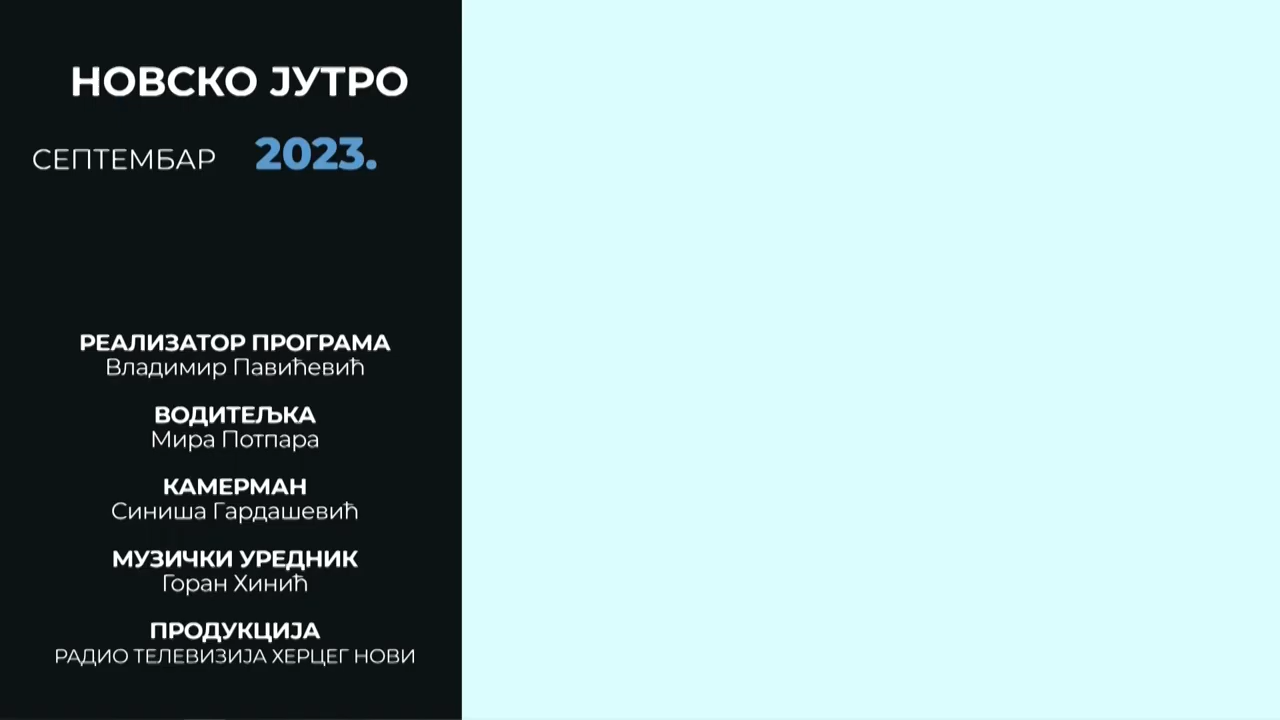 НОВСКО ЈУТРО
СЕПТЕМБАР 2023.
РЕАЛИЗАТОР ПРОГРАМА
Владимир Павићевић
ВОДИТЕЉКА
Мира Потпара
КАМЕРМАН
Синиша Гардашевић
МУЗИЧКИ УРЕДНИК
Горан Хинић
ПРОДУКЦИЈА
РАДИО ТЕЛЕВИЗИЈА ХЕРЦЕГ НОВИ